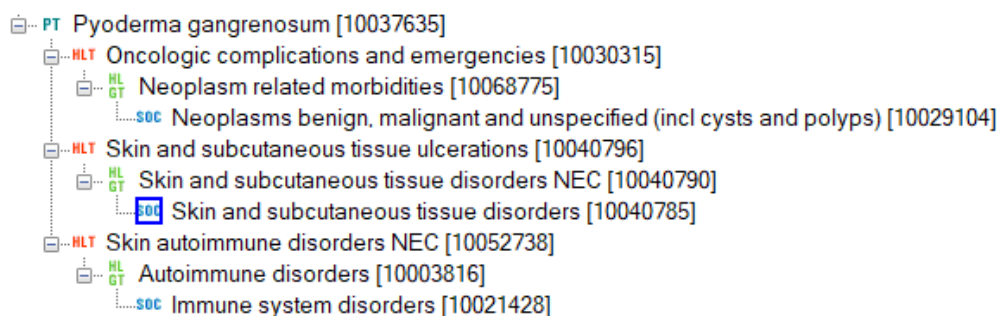 PT Pyoderma gangrenosum [10037635]
HLT Oncologic complications and emergencies [10030315]
HLGT Neoplasm related morbidities [10068775]
SOC Neoplasms benign, malignant and unspecified (incl cysts and polyps) [10029104]
HLT Skin and subcutaneous tissue ulcerations [10040796]
HLGT Skin and subcutaneous tissue disorders NEC [10040790]
SOC Skin and subcutaneous tissue disorders [10040785]
HLT Skin autoimmune disorders NEC [10052738]
HLGT Autoimmune disorders [10003816]
SOC Immune system disorders [10021428]